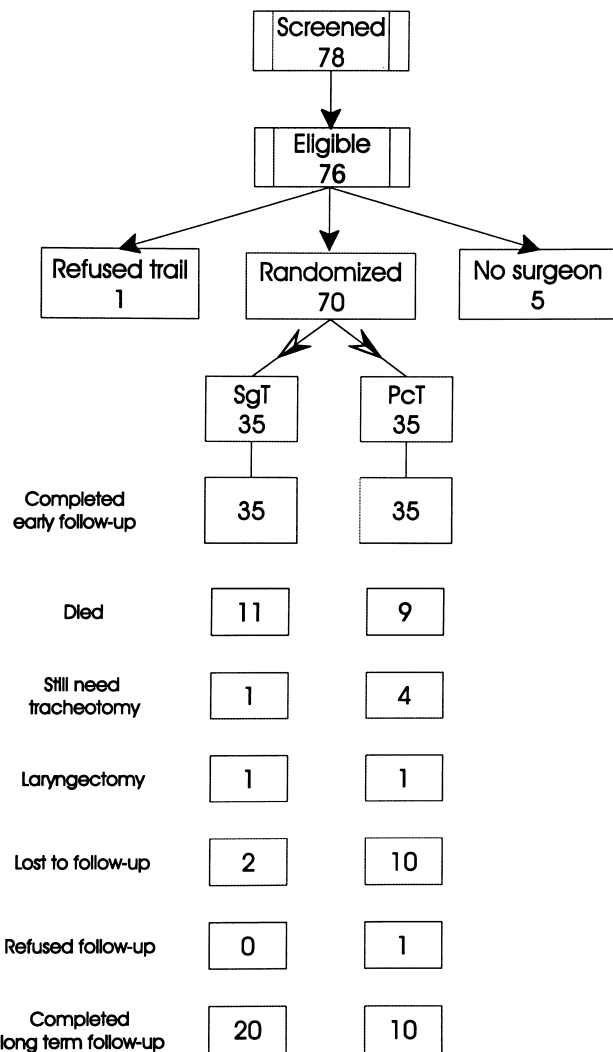 Screened
78
Eligible
76
Refused trail
1
Randomized
70
No surgeon
5
SgT
35
PcT
35
Completed
early follow-up
35
35
Died
11
9
Still need
tracheotomy
1
4
Laryngectomy
1
1
Lost to follow-up
2
10
Refused follow-up
0
1
Completed
long term follow-up
20
10